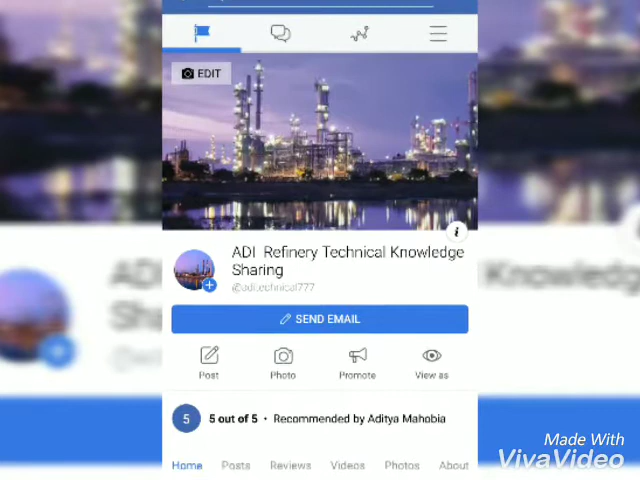 EDIT
i
ADI Refinery Technical Knowledge
Sharing
@aditechnical777
SEND EMAIL
Post
Photo
Promote
View as
5
5 out of 5 • Recommended by Aditya Mahobia
Home
Posts
Reviews
Videos
Photos
About
Knowledg
Made With
VivaVideo